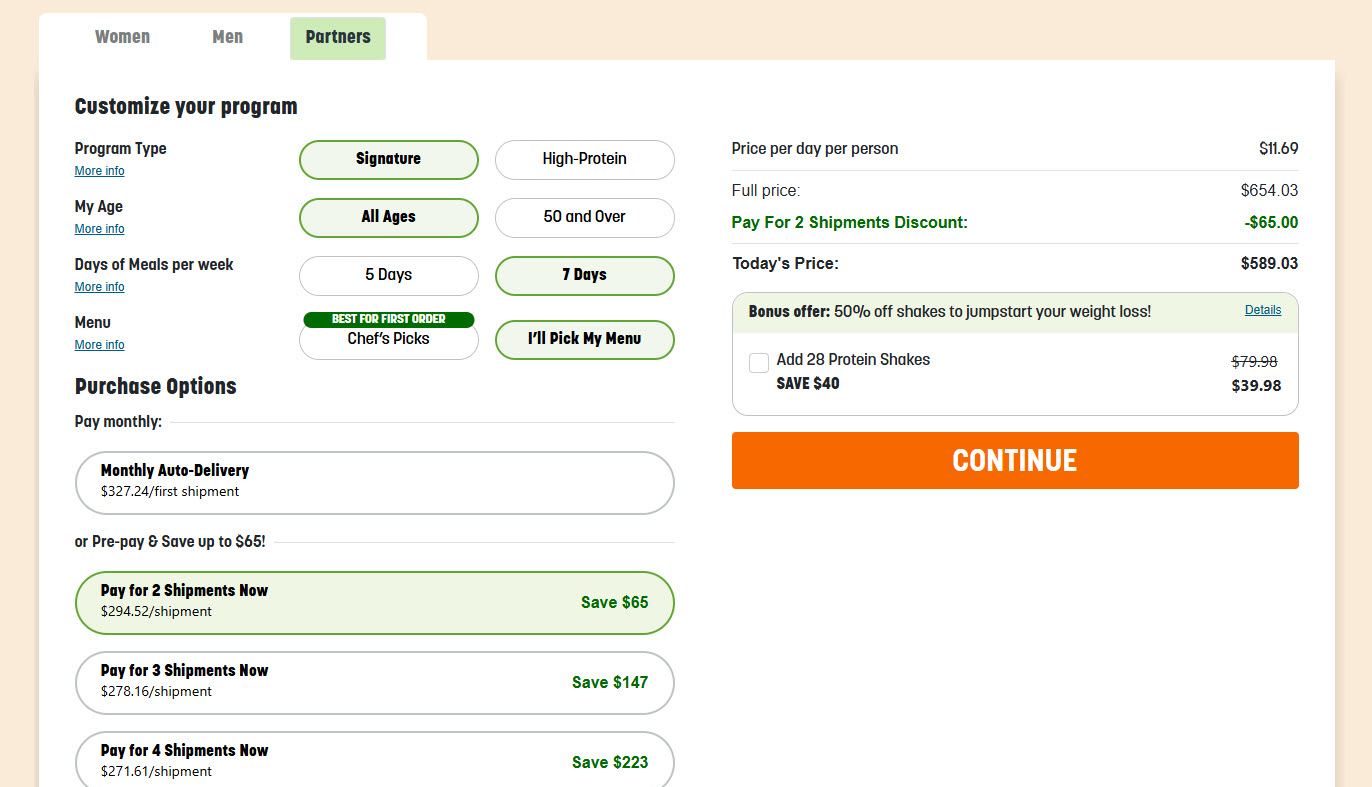 Women Men Partners
Customize your program
Program Type
More info
Signature
High-Protein
My Age
More info
All Ages
50 and Over
Days of Meals per week
More info
5 Days
7 Days
Menu
More info
BEST FOR FIRST ORDER
Chef's Picks
I'll Pick My Menu
Purchase Options
Pay monthly:
Monthly Auto-Delivery
$327.24/first shipment
or Pre-pay & Save up to $65!
Pay for 2 Shipments Now
$294.52/shipment
Save $65
Pay for 3 Shipments Now
$278.16/shipment
Save $147
Pay for 4 Shipments Now
$271.61/shipment
Save $223
Price per day per person $11.69
Full price: $654.03
Pay For 2 Shipments Discount: -$65.00
Today's Price: $589.03
Bonus offer: 50% off shakes to jumpstart your weight loss! Details
Add 28 Protein Shakes $79.98
SAVE $40 $39.98
CONTINUE